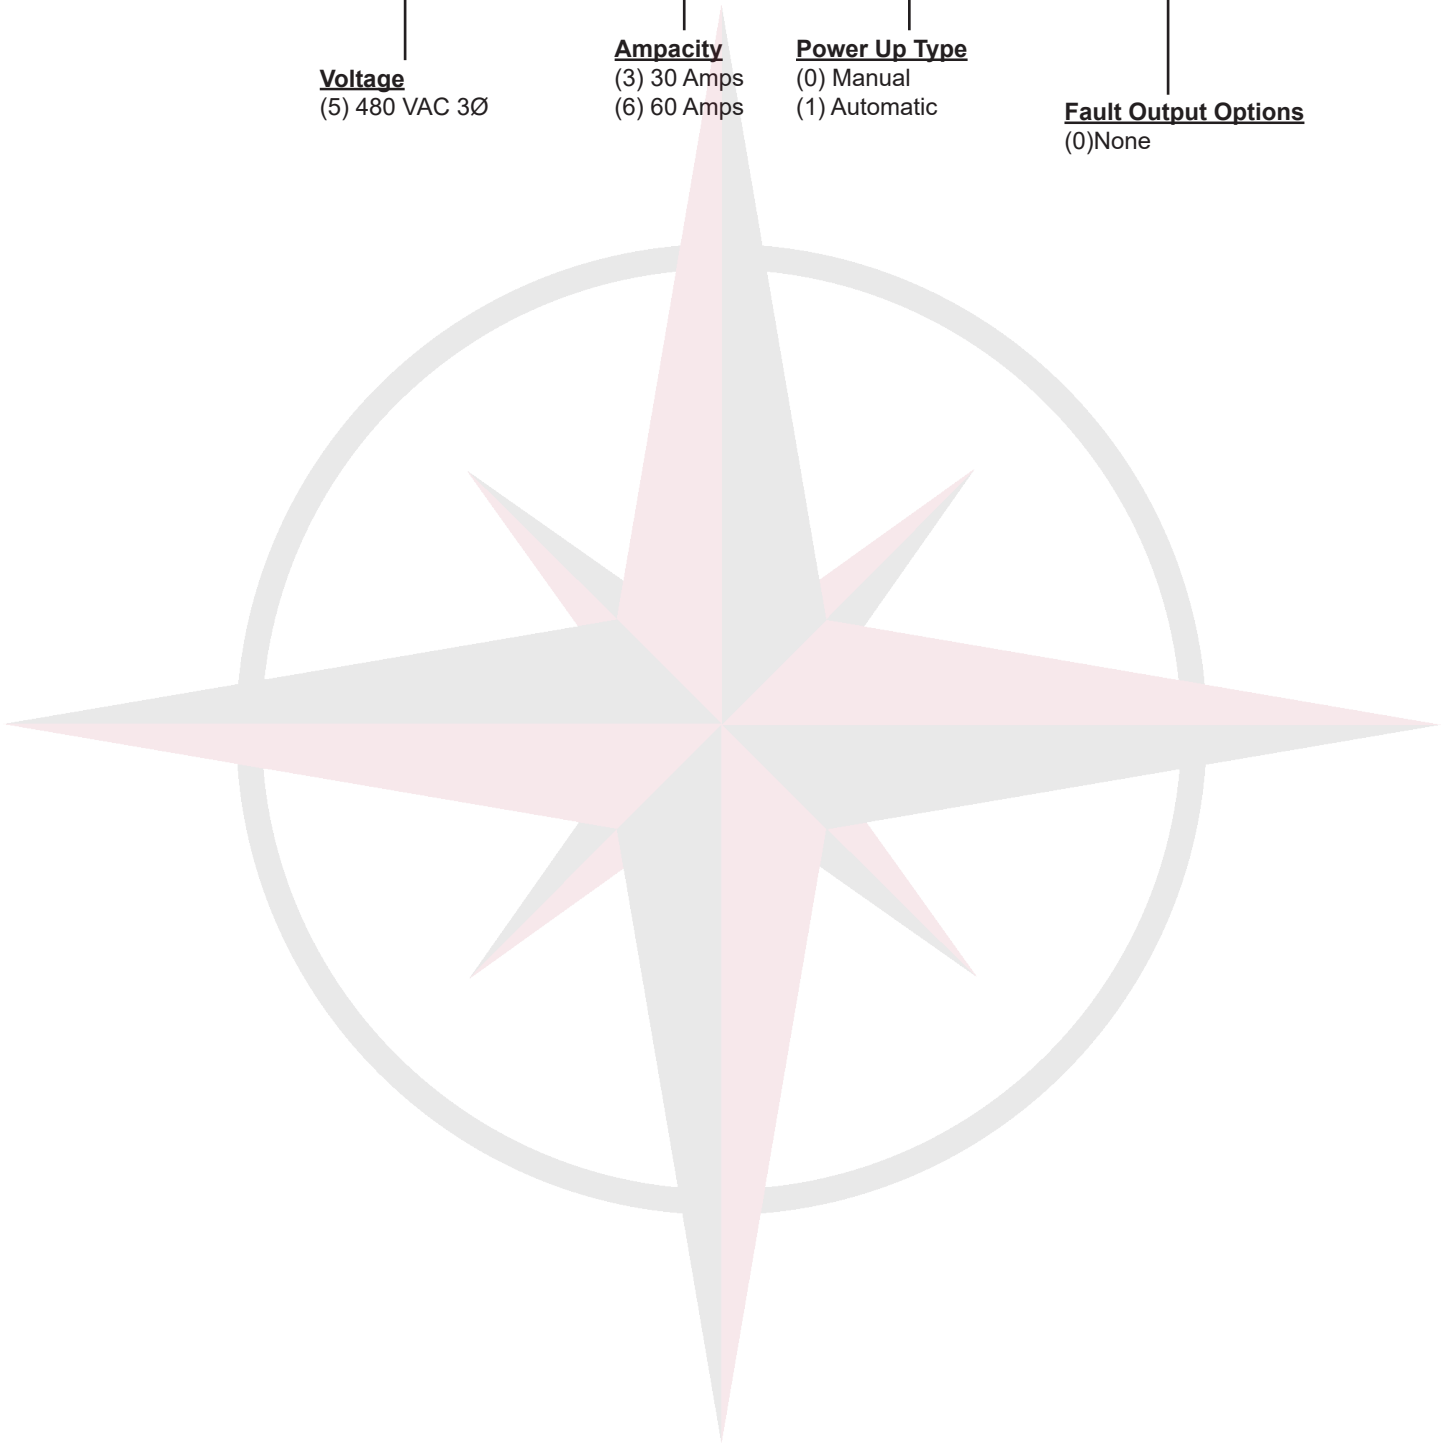 Voltage
(5) 480 VAC 3Ø
Ampacity
(3) 30 Amps
(6) 60 Amps
Power Up Type
(0) Manual
(1) Automatic
Fault Output Options
(0)None